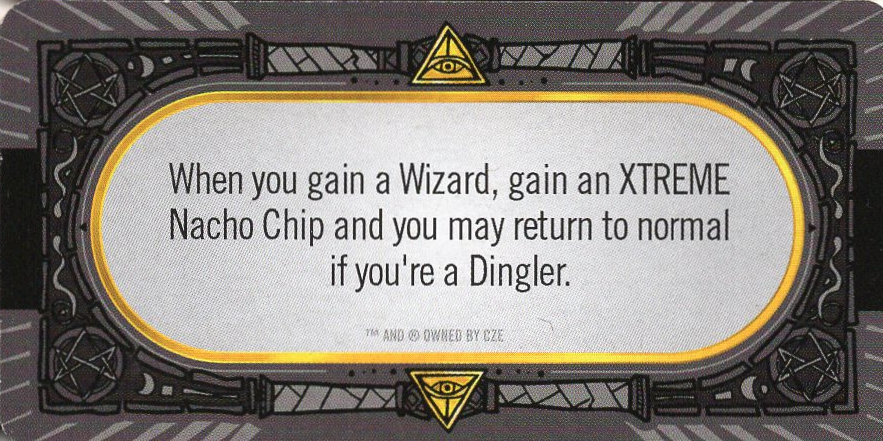 When you gain a Wizard, gain an XTREME
Nacho Chip and you may return to normal
if you're a Dingler.
™ AND ® OWNED BY CZE